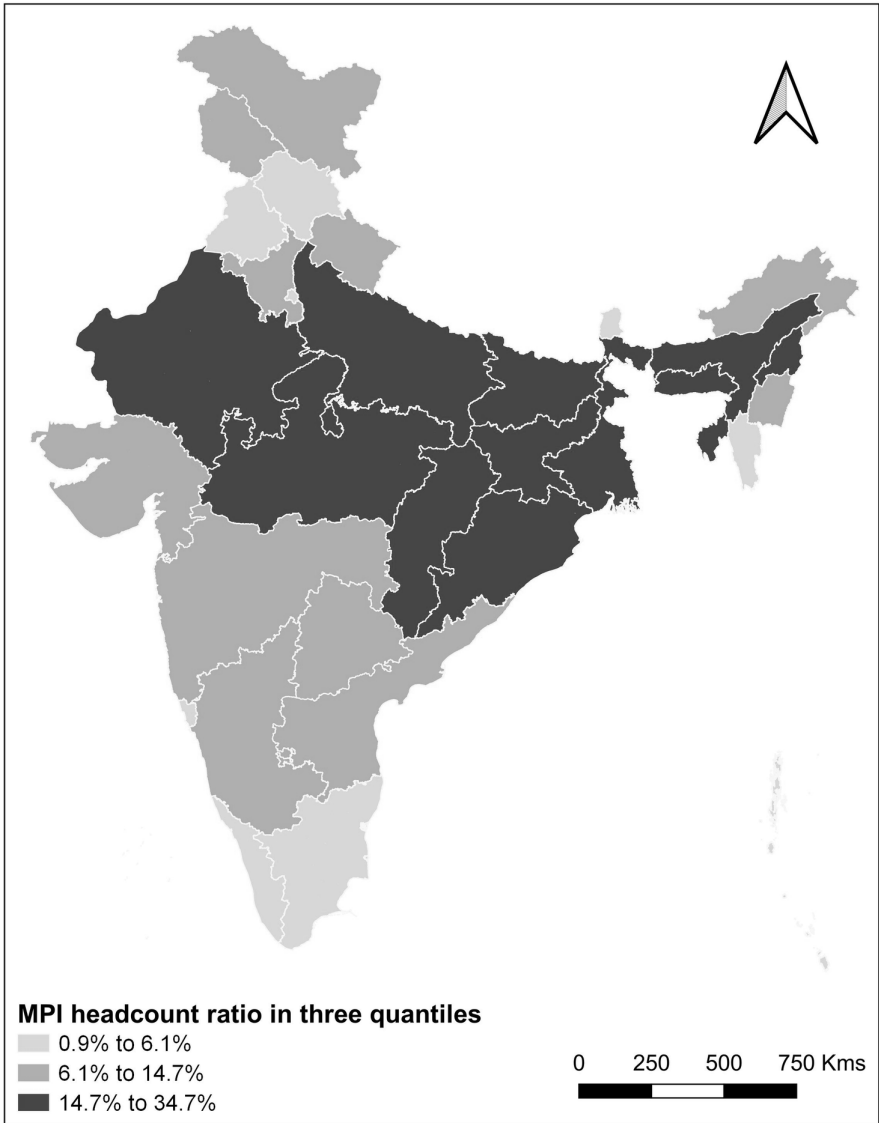 MPI headcount ratio in three quantiles
0.9% to 6.1%
6.1% to 14.7%
14.7% to 34.7%
0 250 500 750 Kms